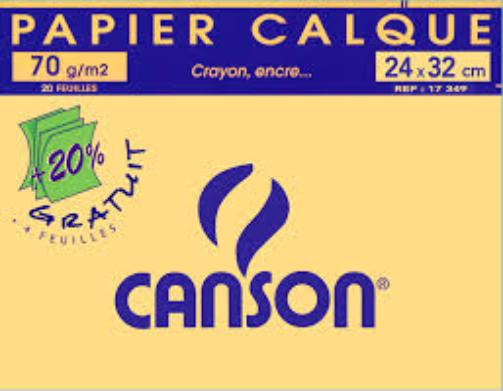 PAPIER CALQUE
70 g/m2
Crayon, encre...
24 x 32 cm
20 FEUILLES
REF : 17 349
+20%
GRATUIT
+ 4 FEUILLES
CANSON®